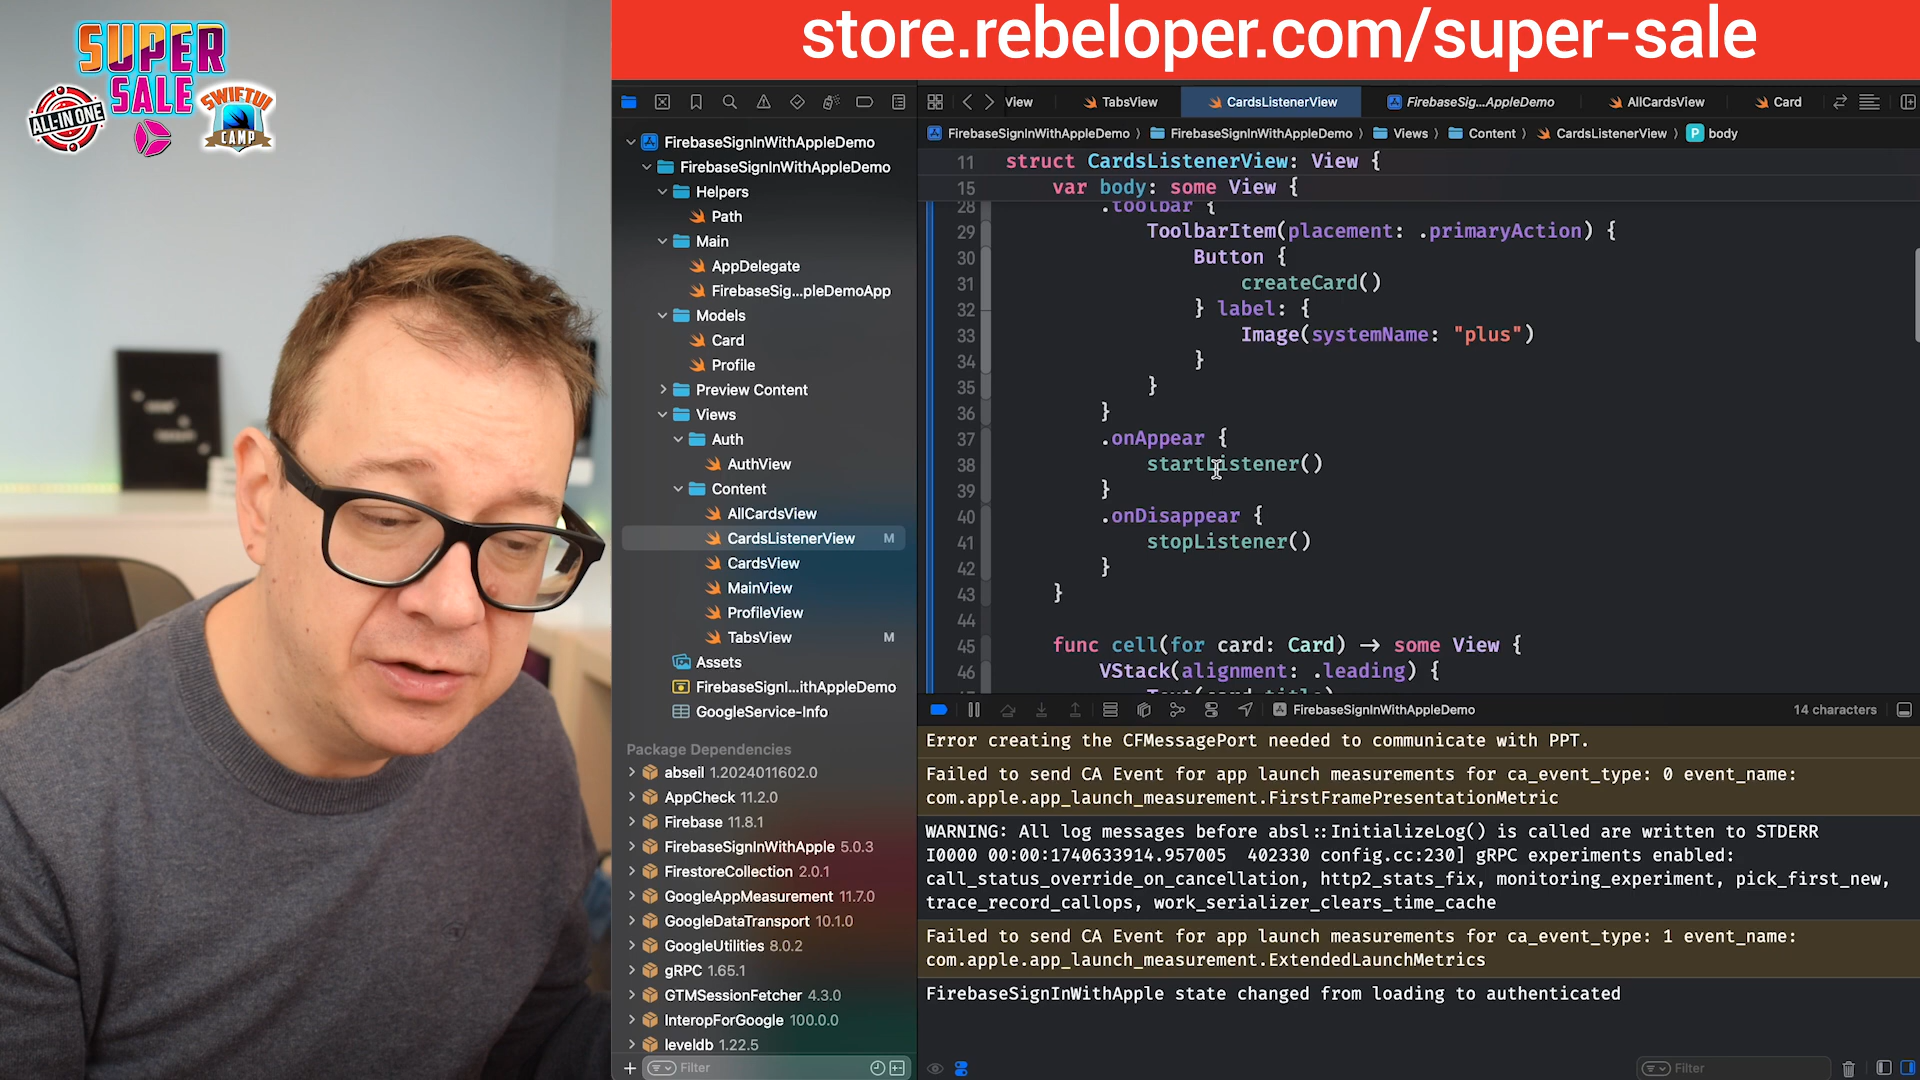 store.rebeloper.com/super-sale
SUPER
SALE
ALL-IN ONE
SWIFTUI
CAMP
View
TabsView
CardsListenerView
FirebaseSig...AppleDemo
AllCardsView
Card
FirebaseSignInWithAppleDemo
FirebaseSignInWithAppleDemo
Views
Content
CardsListenerView
P body
FirebaseSignInWithAppleDemo
FirebaseSignInWithAppleDemo
Helpers
Path
Main
AppDelegate
FirebaseSig...pleDemoApp
Models
Card
Profile
Preview Content
Views
Auth
AuthView
Content
AllCardsView
CardsListenerView M
CardsView
MainView
ProfileView
TabsView M
Assets
FirebaseSignI...ithAppleDemo
GoogleService-Info
Package Dependencies
abseil 1.2024011602.0
AppCheck 11.2.0
Firebase 11.8.1
FirebaseSignInWithApple 5.0.3
FirestoreCollection 2.0.1
GoogleAppMeasurement 11.7.0
GoogleDataTransport 10.1.0
GoogleUtilities 8.0.2
gRPC 1.65.1
GTMSessionFetcher 4.3.0
InteropForGoogle 100.0.0
leveldb 1.22.5
Filter
11 struct CardsListenerView: View {
15 var body: some View {
28 .toolbar {
29 ToolbarItem(placement: .primaryAction) {
30 Button {
31 createCard()
32 } label: {
33 Image(systemName: "plus")
34 }
35 }
36 }
37 .onAppear {
38 startListener()
39 }
40 .onDisappear {
41 stopListener()
42 }
43 }
44
45 func cell(for card: Card) -> some View {
46 VStack(alignment: .leading) {
Text(card.title)
FirebaseSignInWithAppleDemo
14 characters
Error creating the CFMessagePort needed to communicate with PPT.
Failed to send CA Event for app launch measurements for ca_event_type: 0 event_name:
com.apple.app_launch_measurement.FirstFramePresentationMetric
WARNING: All log messages before absl::InitializeLog() is called are written to STDERR
I0000 00:00:1740633914.957005 402330 config.cc:230] gRPC experiments enabled:
call_status_override_on_cancellation, http2_stats_fix, monitoring_experiment, pick_first_new,
trace_record_callops, work_serializer_clears_time_cache
Failed to send CA Event for app launch measurements for ca_event_type: 1 event_name:
com.apple.app_launch_measurement.ExtendedLaunchMetrics
FirebaseSignInWithApple state changed from loading to authenticated
Filter